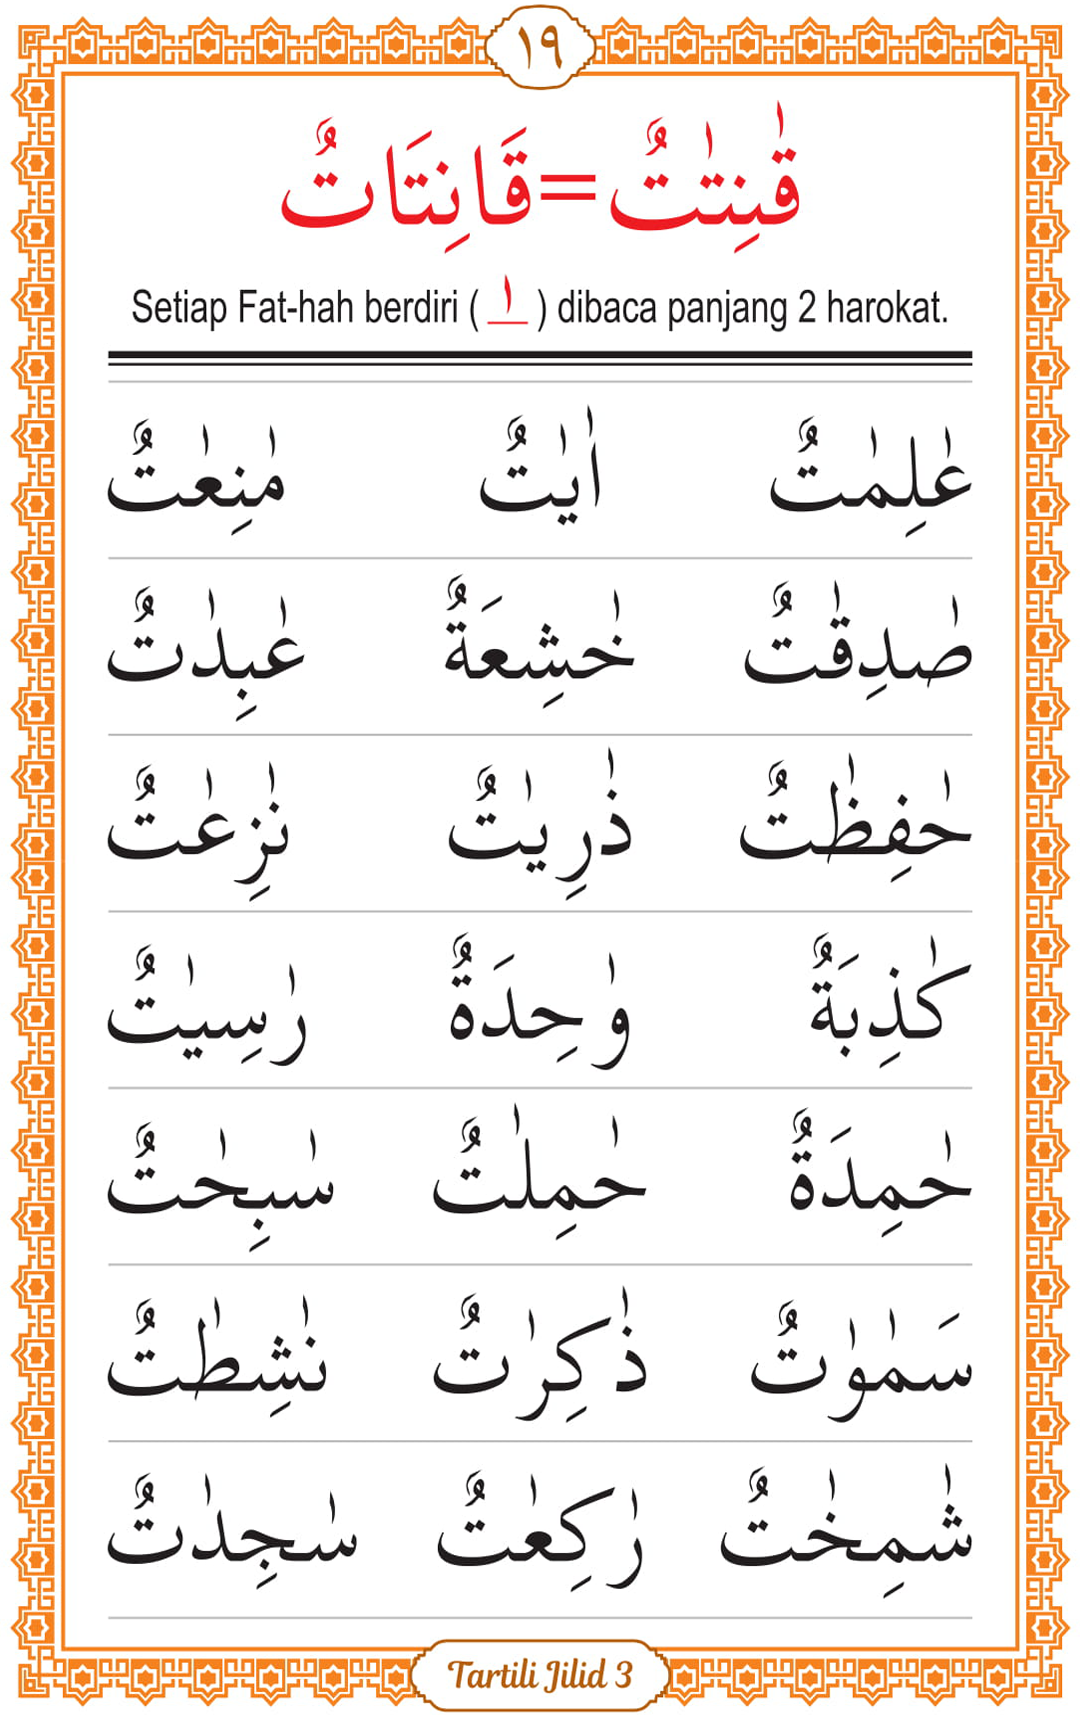 ١٩
قٰنِتٰتٌ=قَانِتَاتٌ
Setiap Fat-hah berdiri ( ـٰ ) dibaca panjang 2 harokat.
عٰلِمٰتٌ اٰيٰتٌ مٰنِعٰتٌ
صٰدِقٰتٌ خٰشِعَةٌ عٰبِدٰتٌ
حٰفِظٰتٌ ذٰرِيٰتٌ نٰزِعٰتٌ
كٰذِبَةٌ وٰحِدَةٌ رٰسِيٰتٌ
حٰمِدَةٌ حٰمِلٰتٌ سٰبِحٰتٌ
سَمٰوٰتٌ ذٰكِرٰتٌ نٰشِطٰتٌ
شٰمِخٰتٌ رٰكِعٰتٌ سٰجِدٰتٌ
Tartili Jilid 3